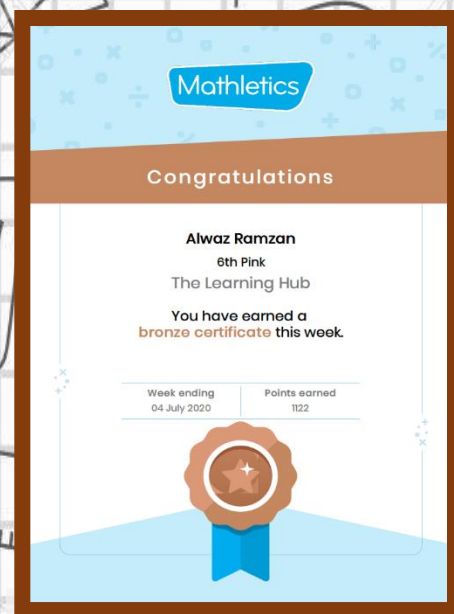 Mathletics
Congratulations
Alwaz Ramzan
6th Pink
The Learning Hub
You have earned a
bronze certificate this week.
Week ending
04 July 2020
Points earned
1122